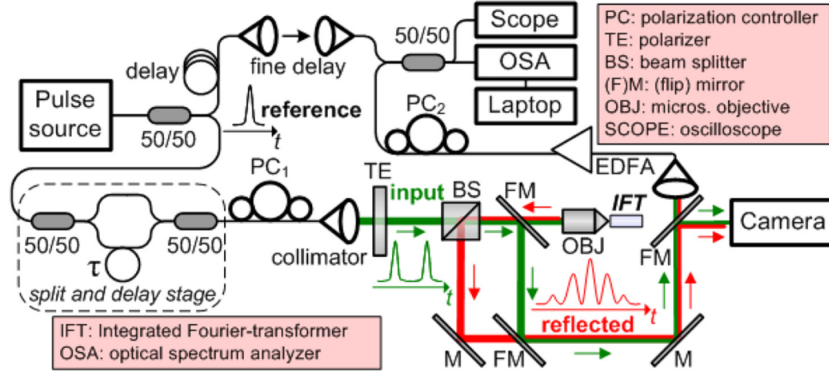 Scope
50/50
OSA
Laptop
delay
fine delay
Pulse
source
50/50
reference
t
PC2
EDFA
PC: polarization controller
TE: polarizer
BS: beam splitter
(F)M: (flip) mirror
OBJ: micros. objective
SCOPE: oscilloscope
50/50
τ
50/50
split and delay stage
PC1
collimator
TE
input
t
BS
FM
OBJ
IFT
reflected
t
M
FM
M
FM
Camera
IFT: Integrated Fourier-transformer
OSA: optical spectrum analyzer